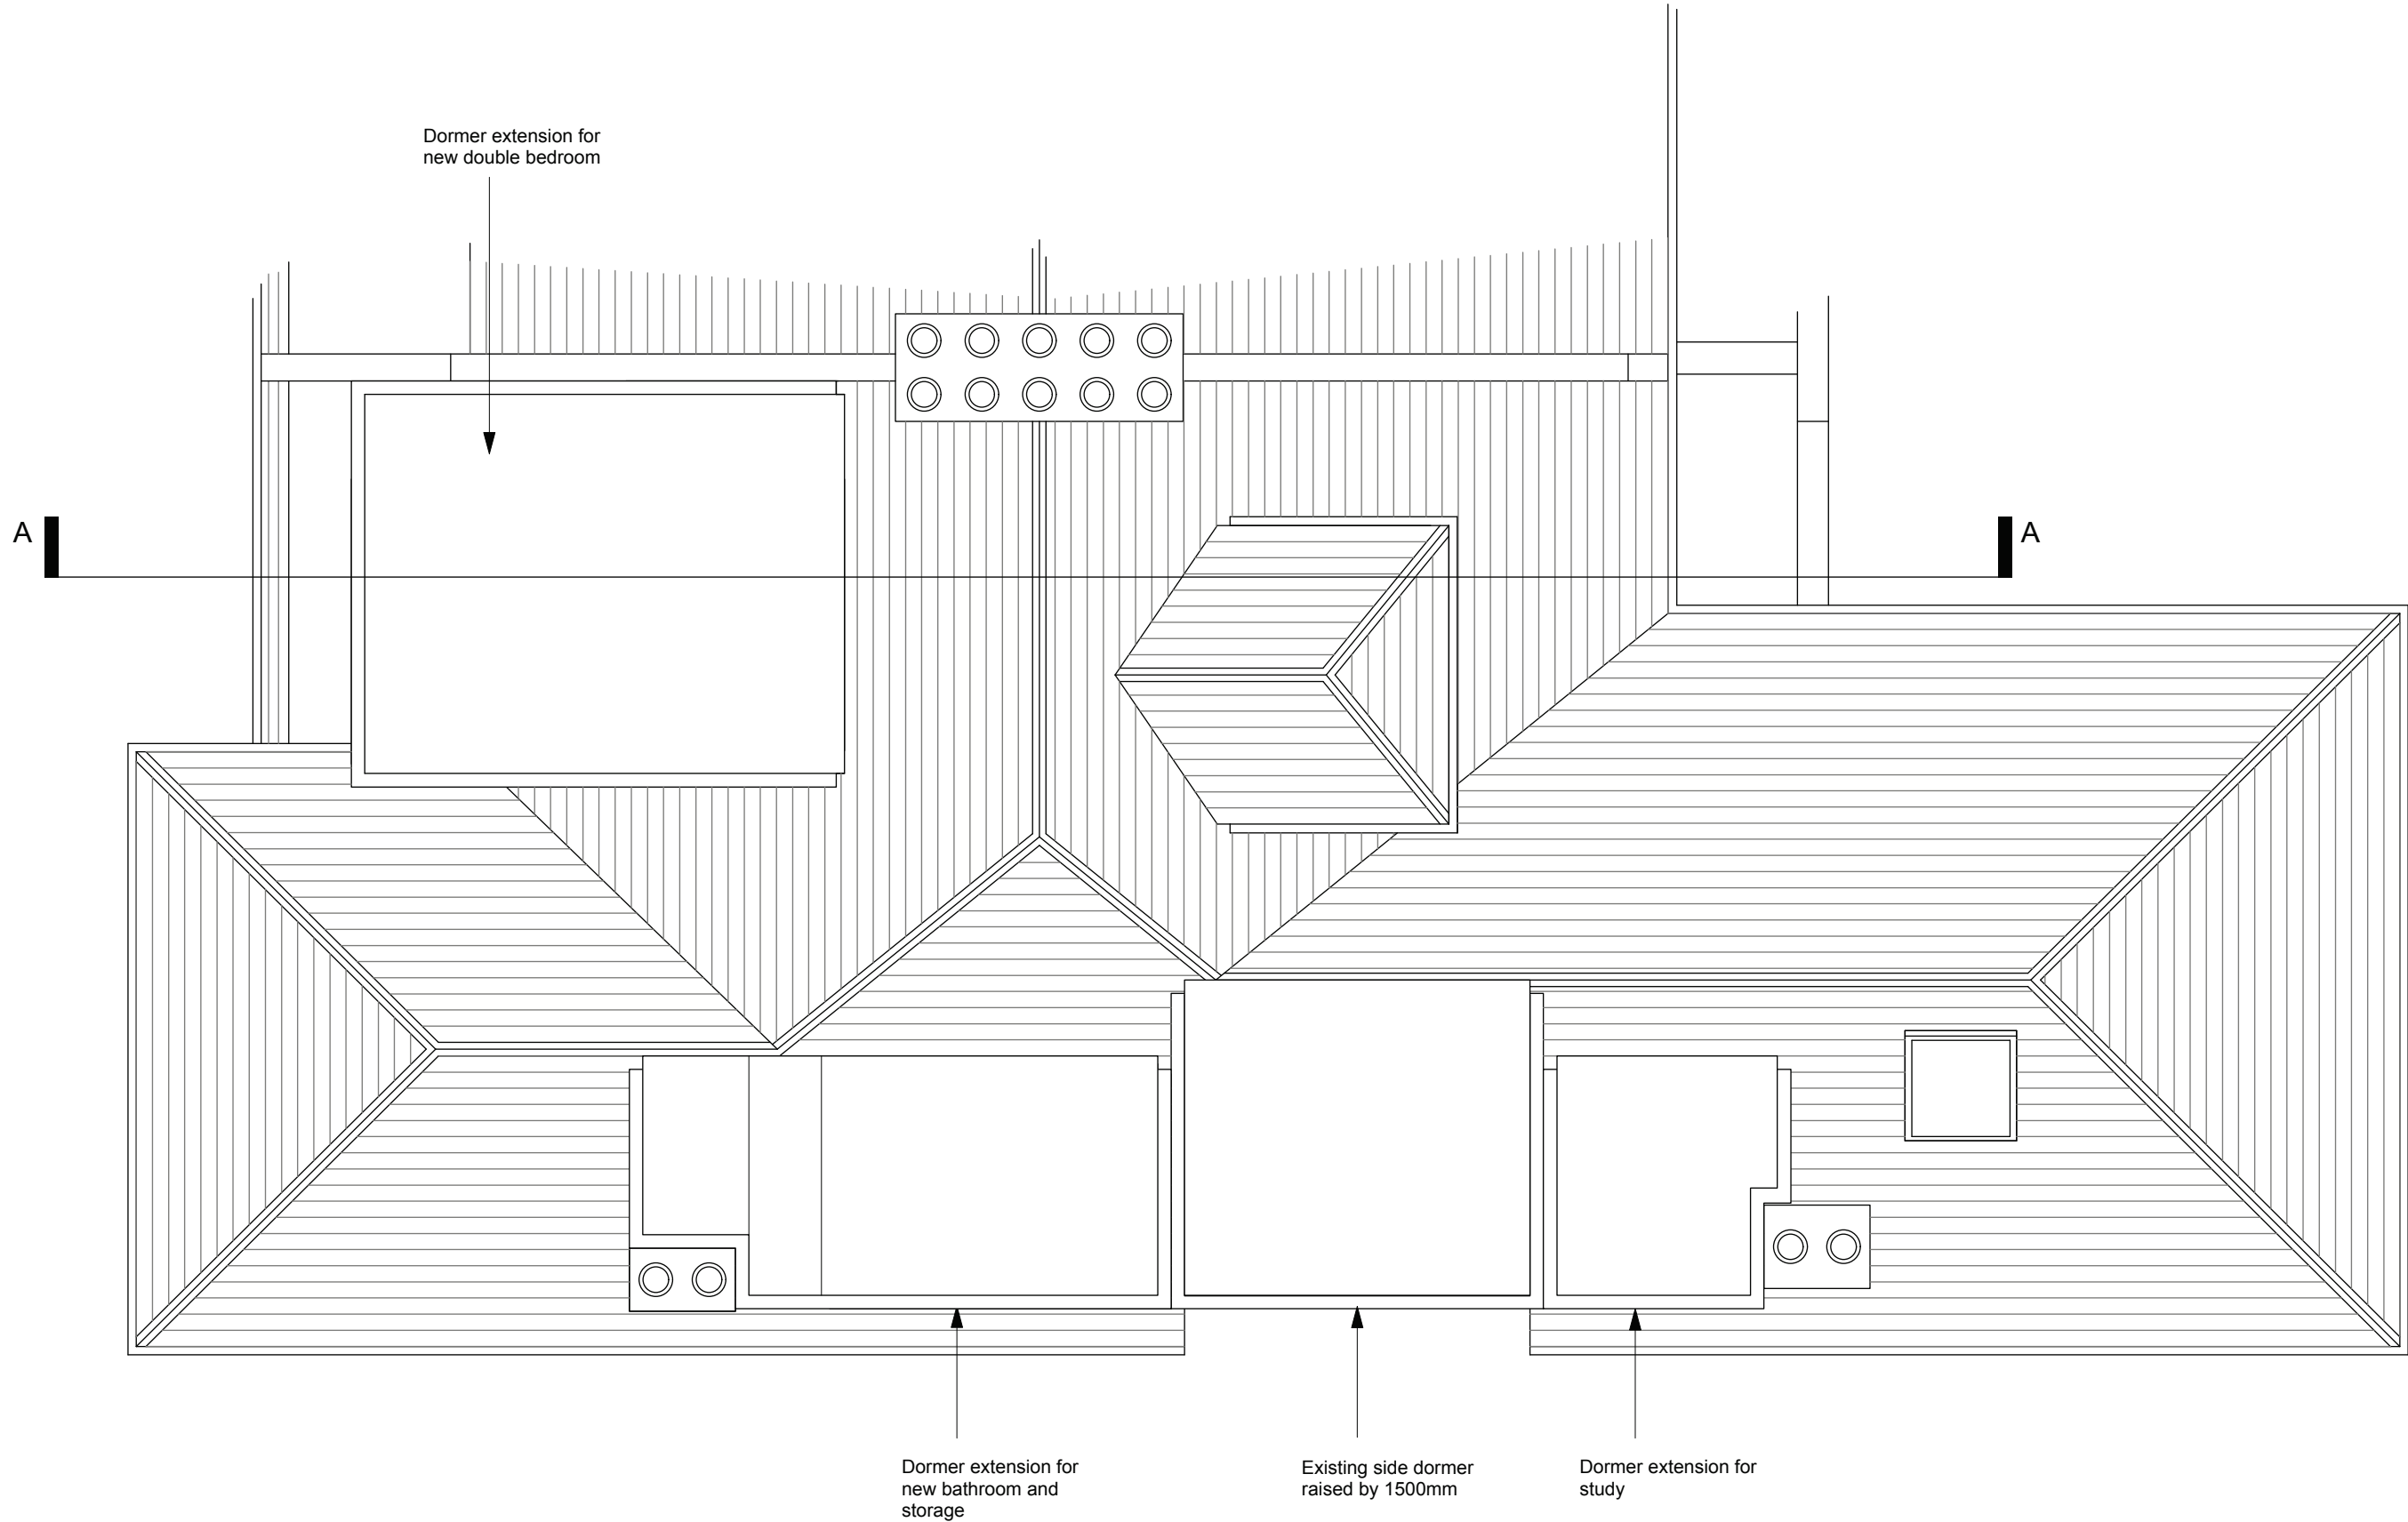 Dormer extension for
new double bedroom
A
A
Dormer extension for
new bathroom and
storage
Existing side dormer
raised by 1500mm
Dormer extension for
study